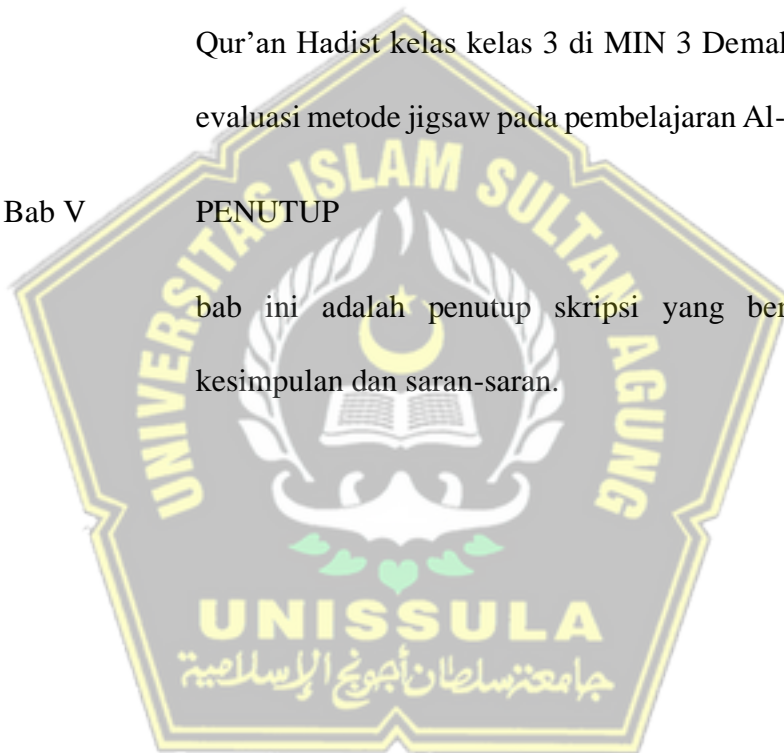 Qur’an Hadist kelas kelas 3 di MIN 3 Demak
evaluasi metode jigsaw pada pembelajaran Al-
Bab V PENUTUP
bab ini adalah penutup skripsi yang ber
kesimpulan dan saran-saran.
UNIVERSITAS ISLAM SULTAN AGUNG
UNISSULA
جامعة سلطان أجونج الإسلامية